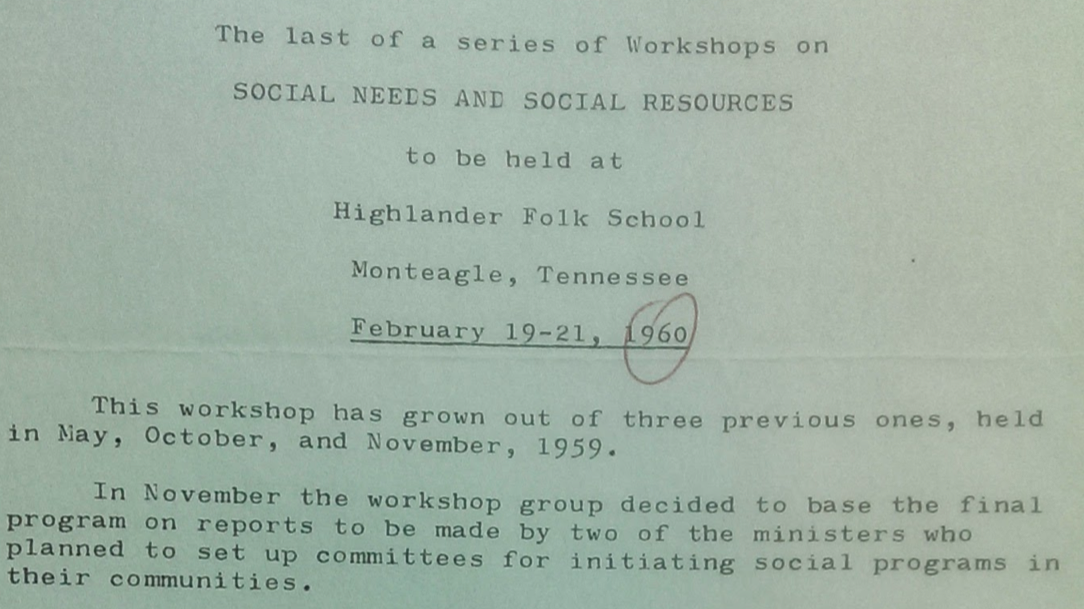 The last of a series of Workshops on
SOCIAL NEEDS AND SOCIAL RESOURCES
to be held at
Highlander Folk School
Monteagle, Tennessee
February 19-21, 1960
This workshop has grown out of three previous ones, held
in May, October, and November, 1959.
In November the workshop group decided to base the final
program on reports to be made by two of the ministers who
planned to set up committees for initiating social programs in
their communities.